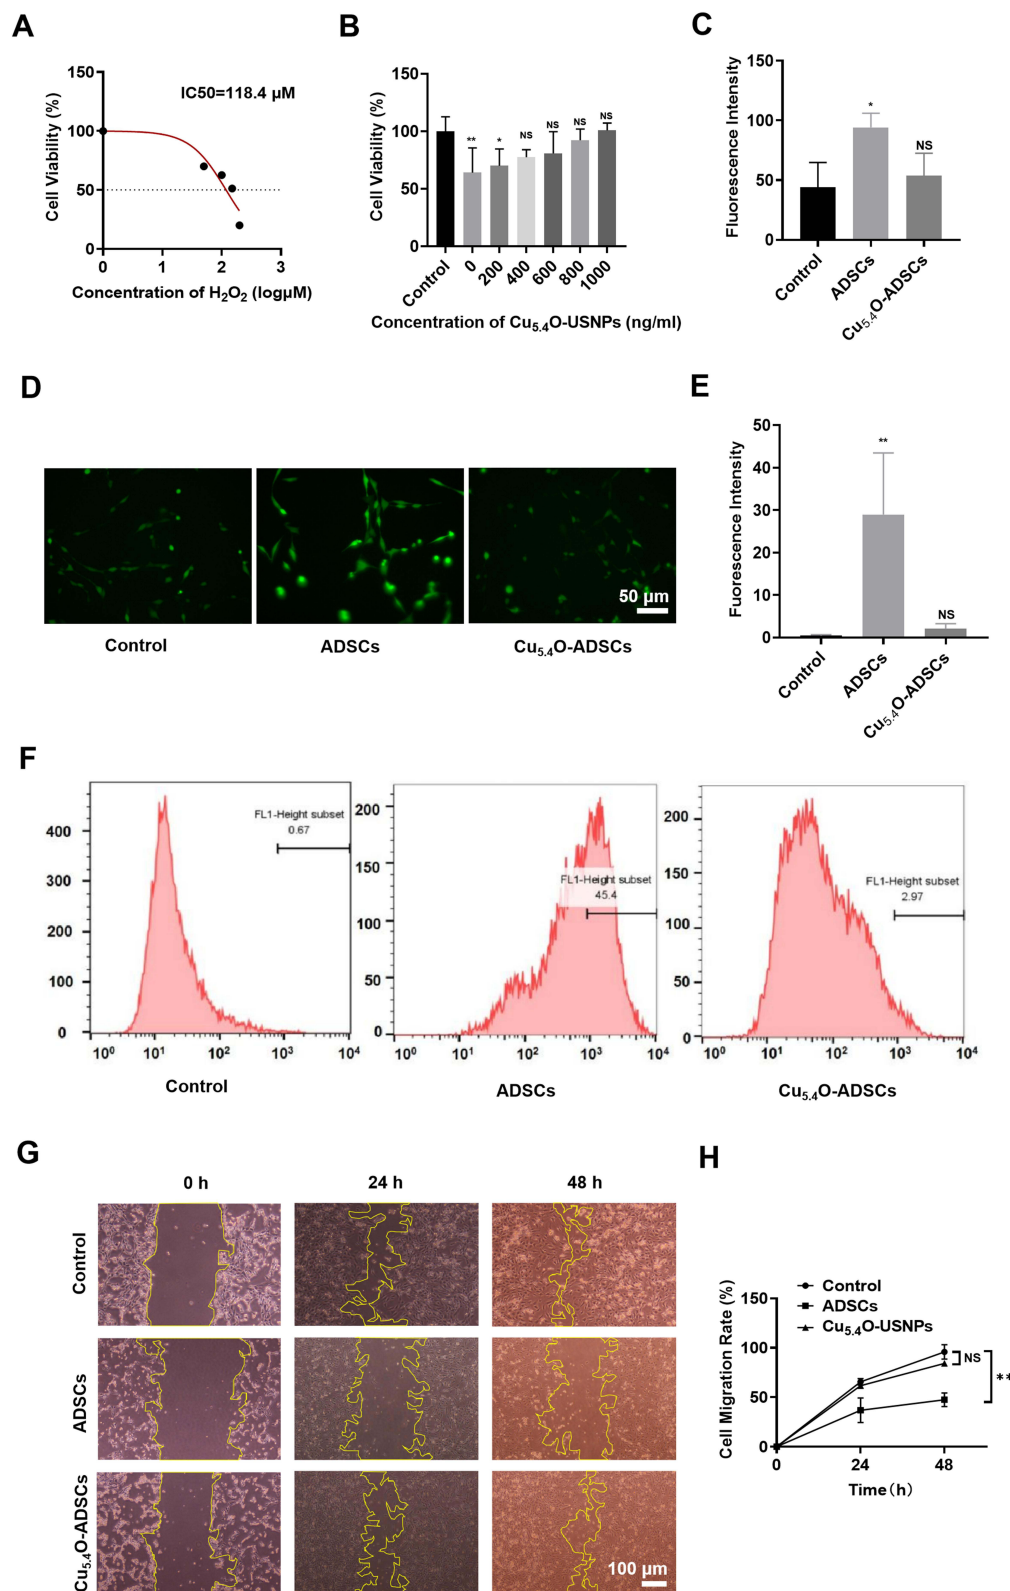 A
IC50=118.4 μM
Cell Viability (%)
150
100
50
0
0
1
2
3
Concentration of H₂O₂ (logμM)
B
Cell Viability (%)
150
100
50
0
**
*
NS
NS
NS
NS
Control
0
200
400
600
800
1000
Concentration of Cu₅.₄O-USNPs (ng/ml)
C
Fluorescence Intensity
150
100
50
0
*
NS
Control
ADSCs
Cu₅.₄O-ADSCs
D
50 μm
Control
ADSCs
Cu₅.₄O-ADSCs
E
Fluorescence Intensity
50
40
30
20
10
0
**
NS
Control
ADSCs
Cu₅.₄O-ADSCs
F
400
300
200
100
0
FL1-Height subset
0.67
10⁰
10¹
10²
10³
10⁴
Control
200
150
100
50
0
FL1-Height subset
45.4
10⁰
10¹
10²
10³
10⁴
ADSCs
200
150
100
50
0
FL1-Height subset
2.97
10⁰
10¹
10²
10³
10⁴
Cu₅.₄O-ADSCs
G
0 h
24 h
48 h
Control
ADSCs
Cu₅.₄O-ADSCs
100 μm
H
Control
ADSCs
Cu₅.₄O-USNPs
Cell Migration Rate (%)
150
100
50
0
NS
**
0
24
48
Time（h）